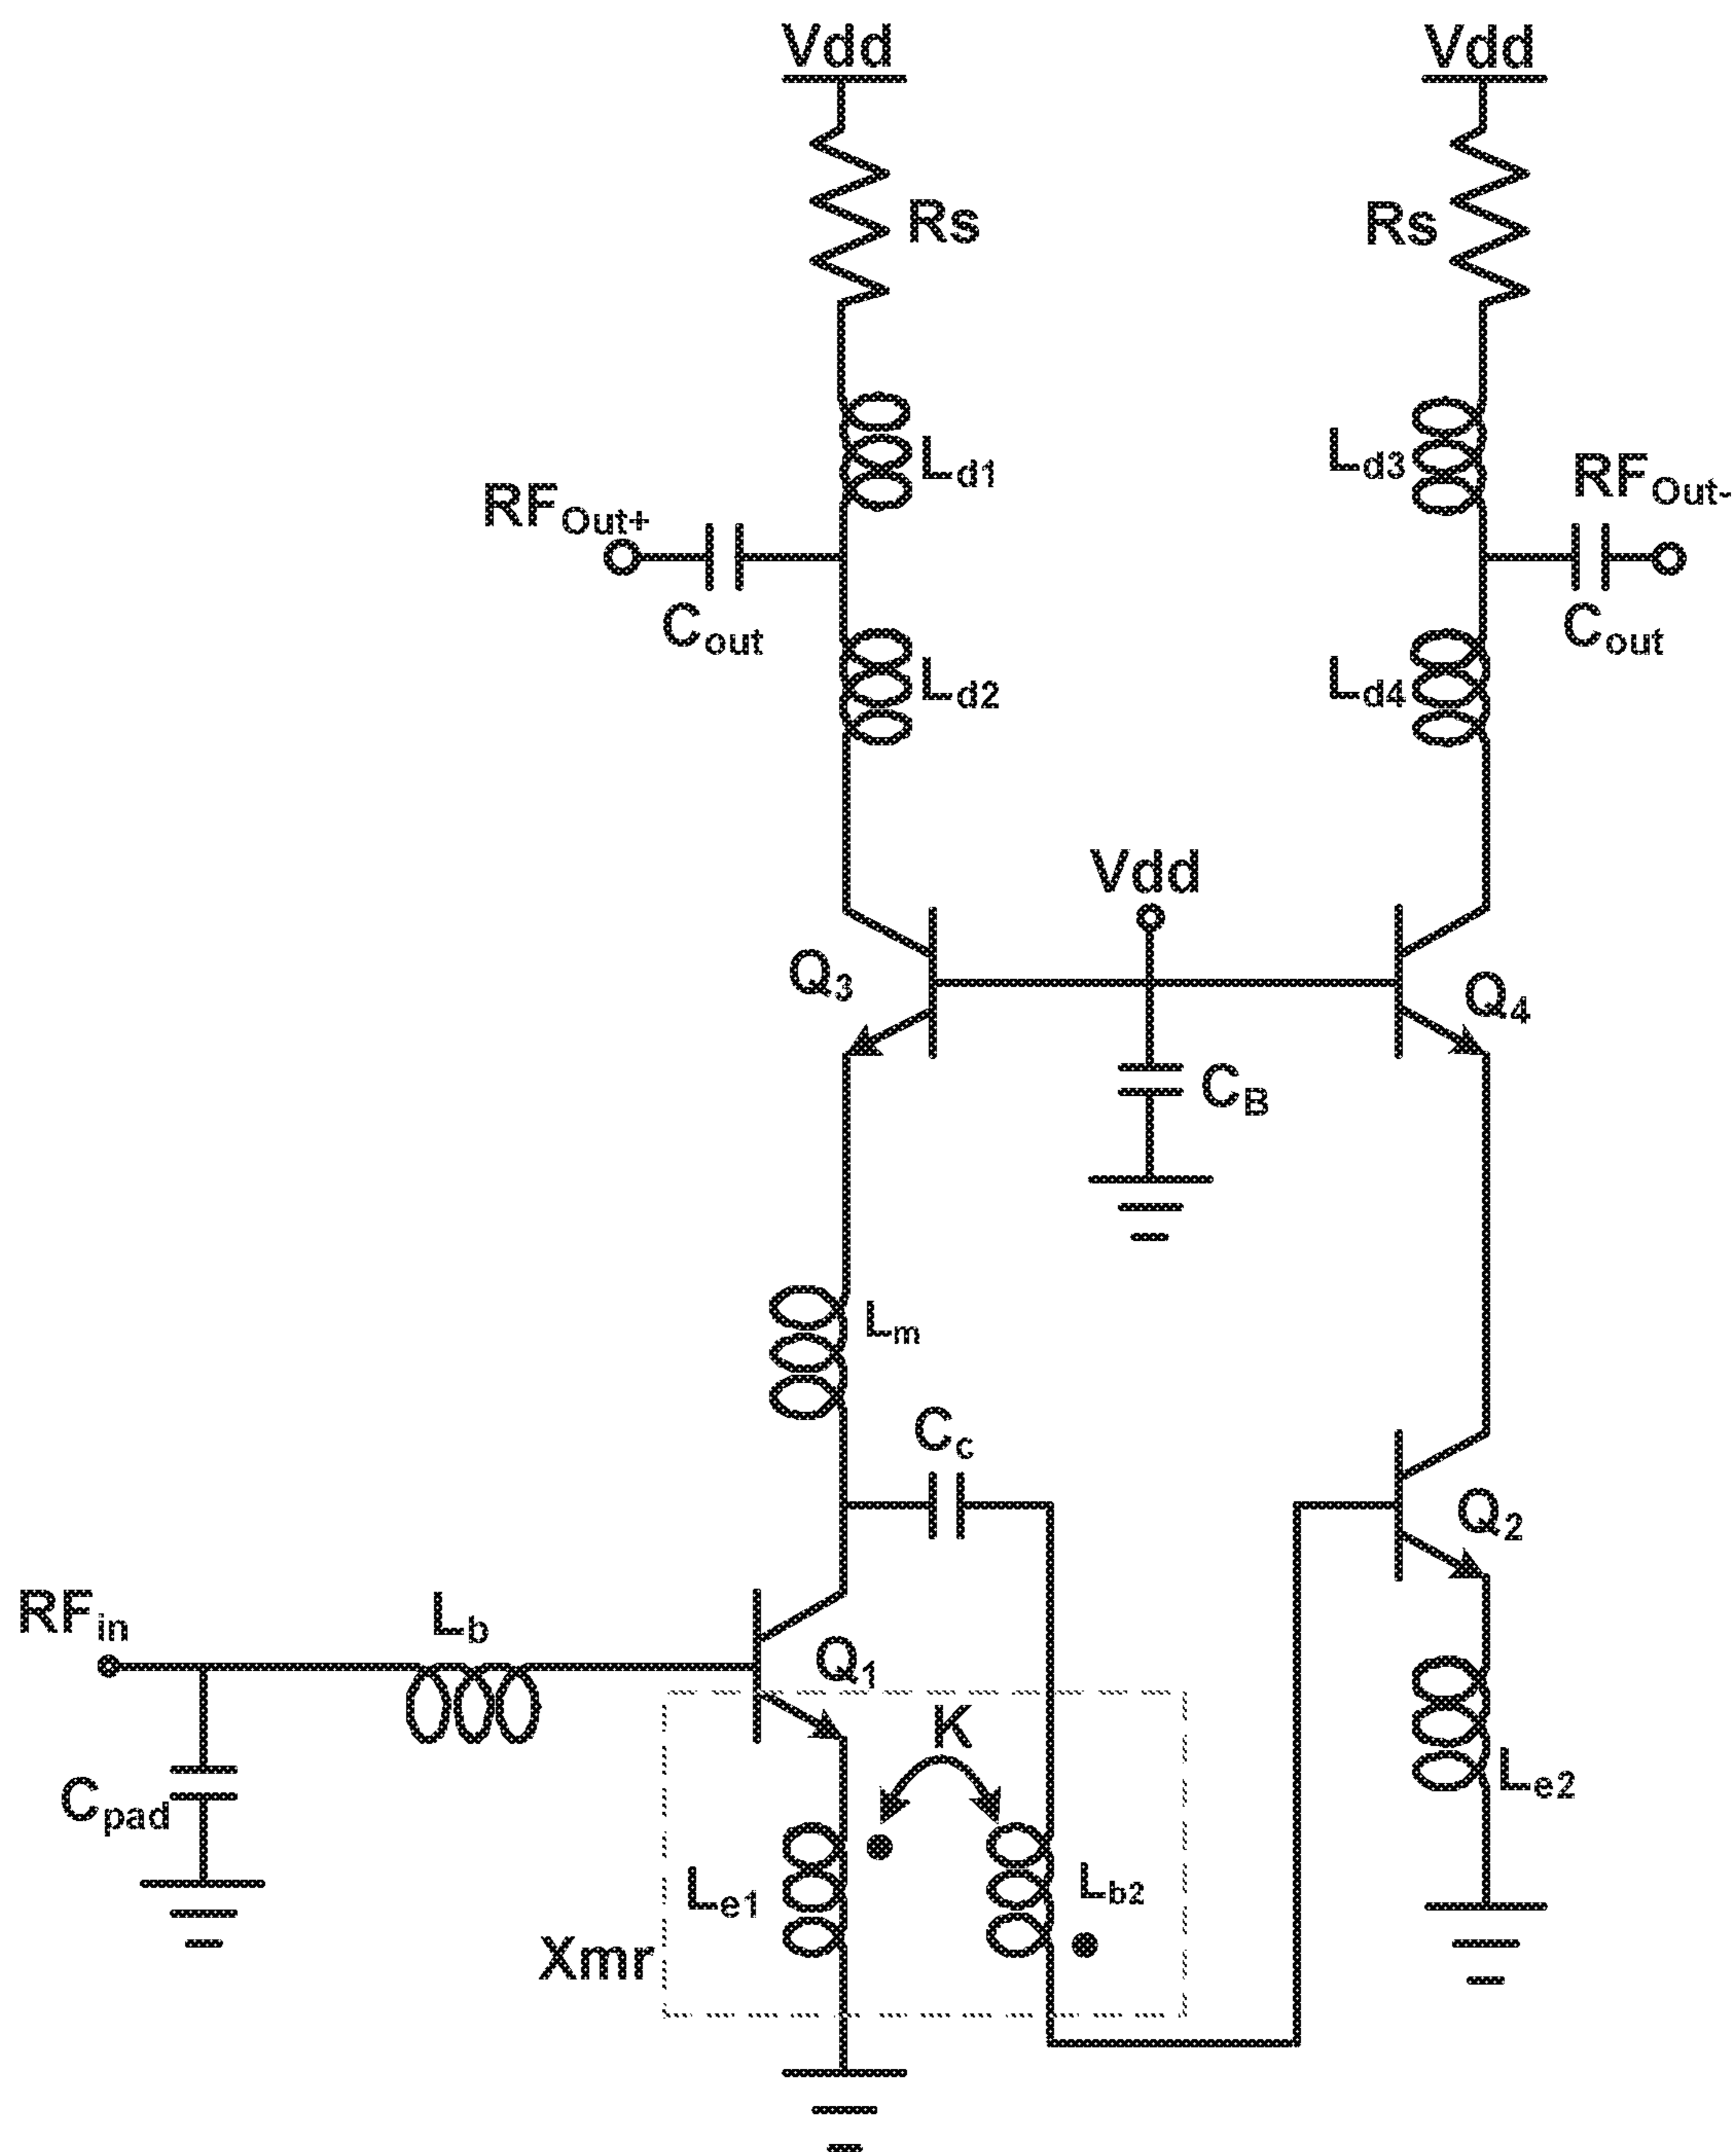 Vdd
Vdd
Rs
Rs
Ld1
Ld3
RFOut+
RFOut-
Cout
Cout
Ld2
Ld4
Vdd
Q3
Q4
CB
Lm
Cc
Q2
RFin
Lb
Q1
K
Cpad
Le1
Lb2
Le2
Xmr